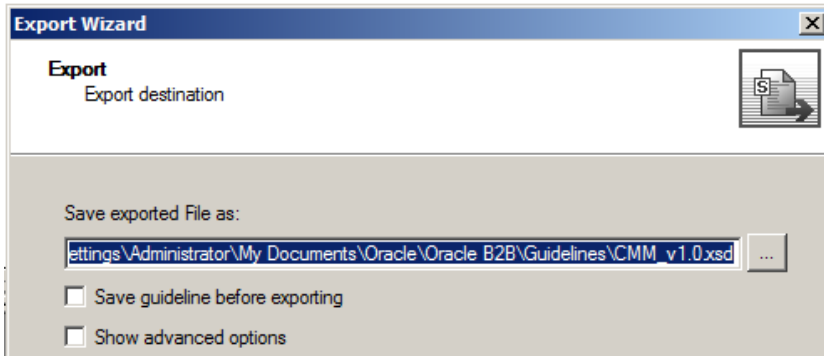 Export Wizard
Export
Export destination
S
Save exported File as:
ettings\Administrator\My Documents\Oracle\Oracle B2B\Guidelines\CMM_v1.0.xsd
...
Save guideline before exporting
Show advanced options